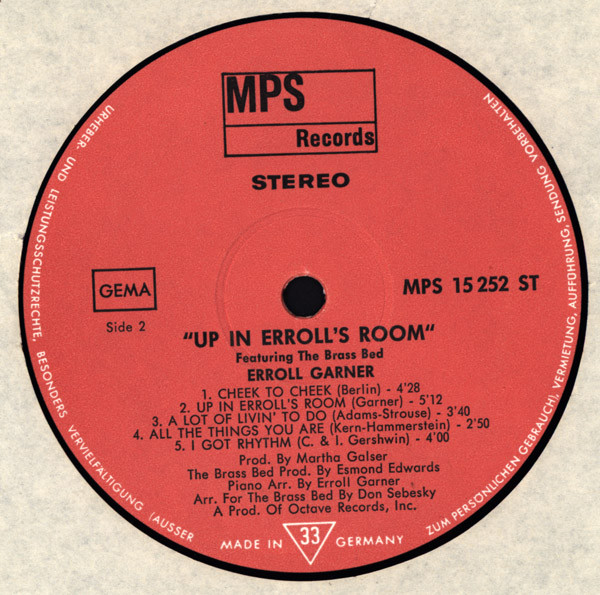 MPS
Records
STEREO
GEMA
MPS 15 252 ST
Side 2
"UP IN ERROLL'S ROOM"
Featuring The Brass Bed
ERROLL GARNER
1. CHEEK TO CHEEK (Berlin) - 4'28
2. UP IN ERROLL'S ROOM (Garner) - 5'12
3. A LOT OF LIVIN' TO DO (Adams-Strouse) - 3'40
4. ALL THE THINGS YOU ARE (Kern-Hammerstein) - 2'50
5. I GOT RHYTHM (C. & I. Gershwin) - 4'00
Prod. By Martha Galser
The Brass Bed Prod. By Esmond Edwards
Piano Arr. By Erroll Garner
Arr. For The Brass Bed By Don Sebesky
A Prod. Of Octave Records, Inc.
MADE IN 33 GERMANY
URHEBER- UND LEISTUNGSSCHUTZRECHTE, BESONDERS VERVIELFALTIGUNG (AUSSER
ZUM PERSÖNLICHEN GEBRAUCH), VERMIETUNG, AUFFÜHRUNG, SENDUNG VORBEHALTEN